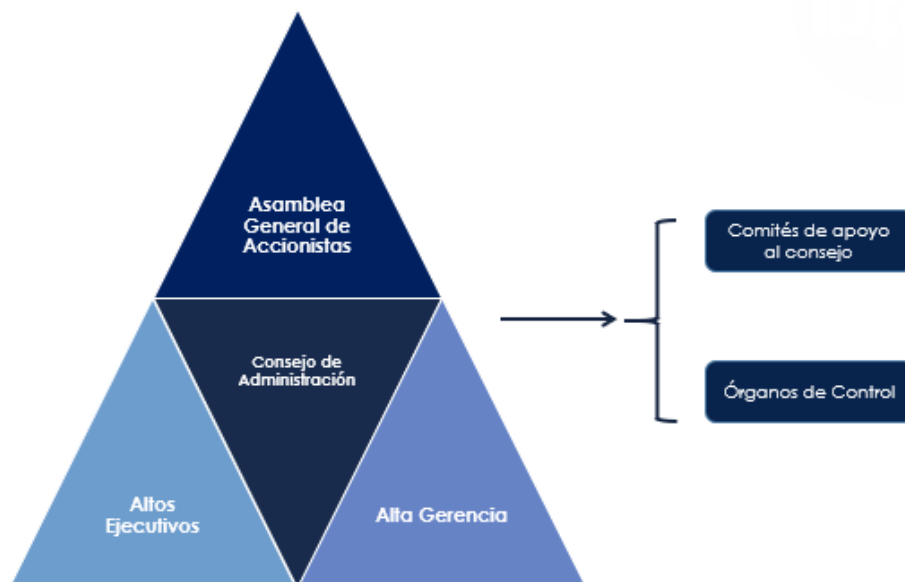 Asamblea
General de
Accionistas
Consejo de
Administración
Altos
Ejecutivos
Alta Gerencia
Comités de apoyo
al consejo
Órganos de Control